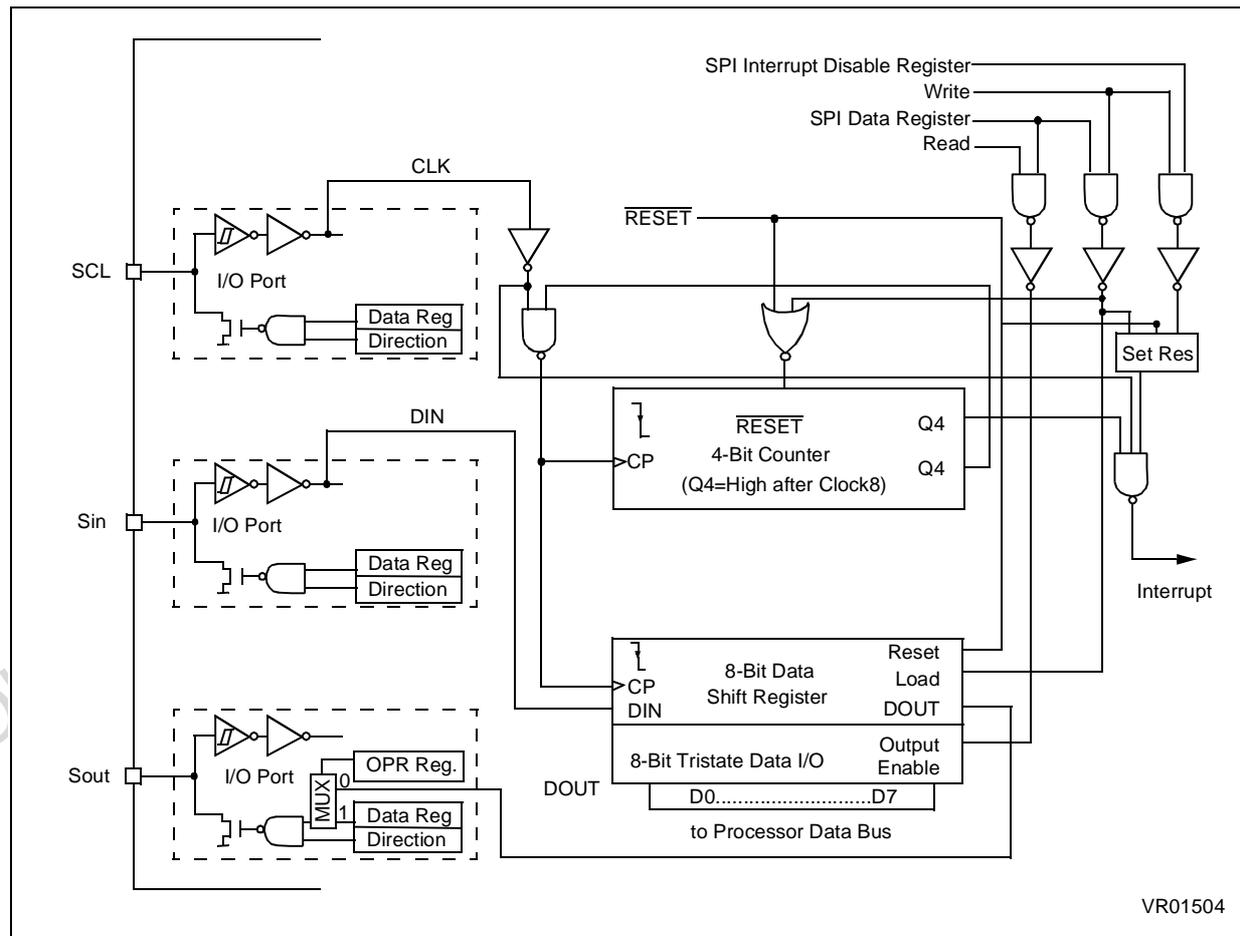 SPI Interrupt Disable Register
Write
SPI Data Register
Read
CLK
RESET
SCL
I/O Port
Data Reg
Direction
Set Res
DIN
RESET
Q4
4-Bit Counter
CP
Q4
(Q4=High after Clock8)
Sin
I/O Port
Data Reg
Direction
Interrupt
8-Bit Data
Shift Register
Reset
Load
CP
DIN
DOUT
Sout
I/O Port
OPR Reg.
MUX
0
1
Data Reg
Direction
8-Bit Tristate Data I/O
Output
Enable
DOUT
D0............................D7
to Processor Data Bus
VR01504